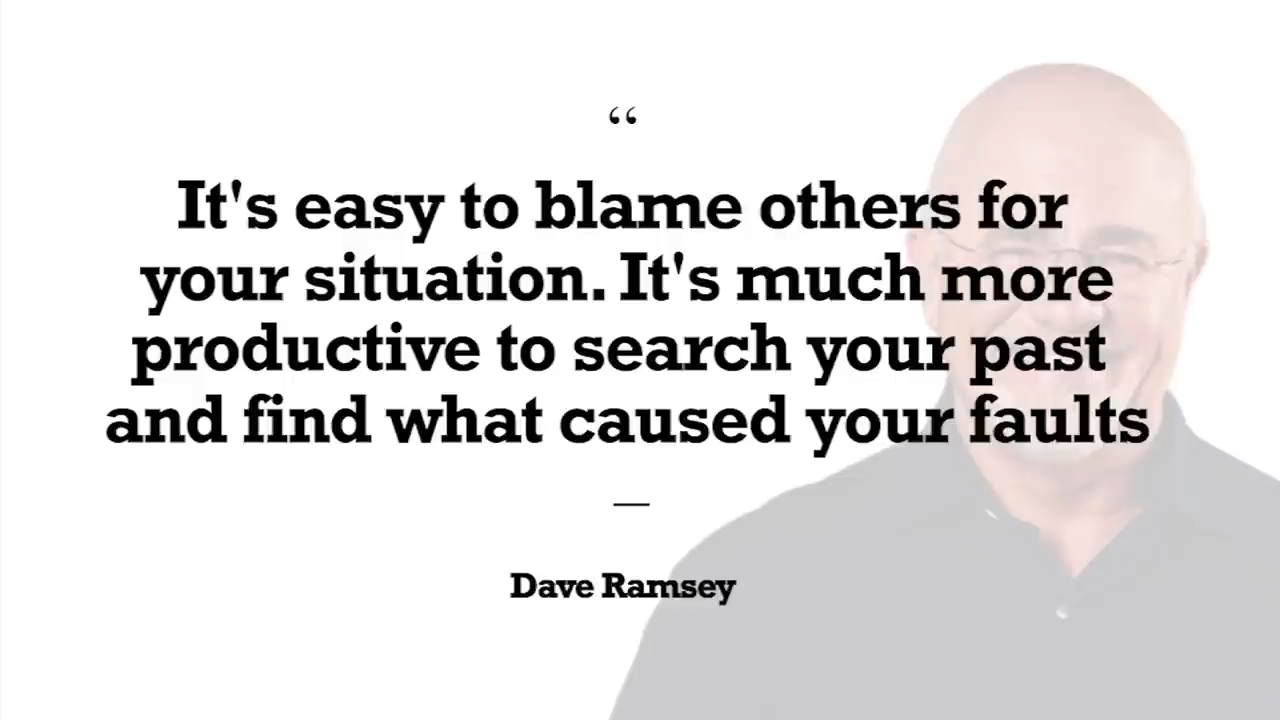 “
It's easy to blame others for
your situation. It's much more
productive to search your past
and find what caused your faults
—
Dave Ramsey